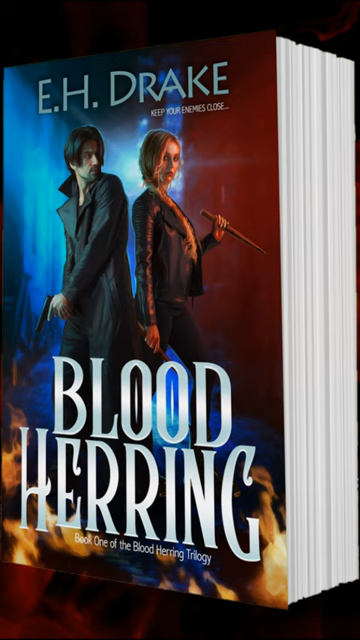 E.H. DRAKE
KEEP YOUR ENEMIES CLOSE...
BLOOD
HERRING
Book One of the Blood Herring Trilogy